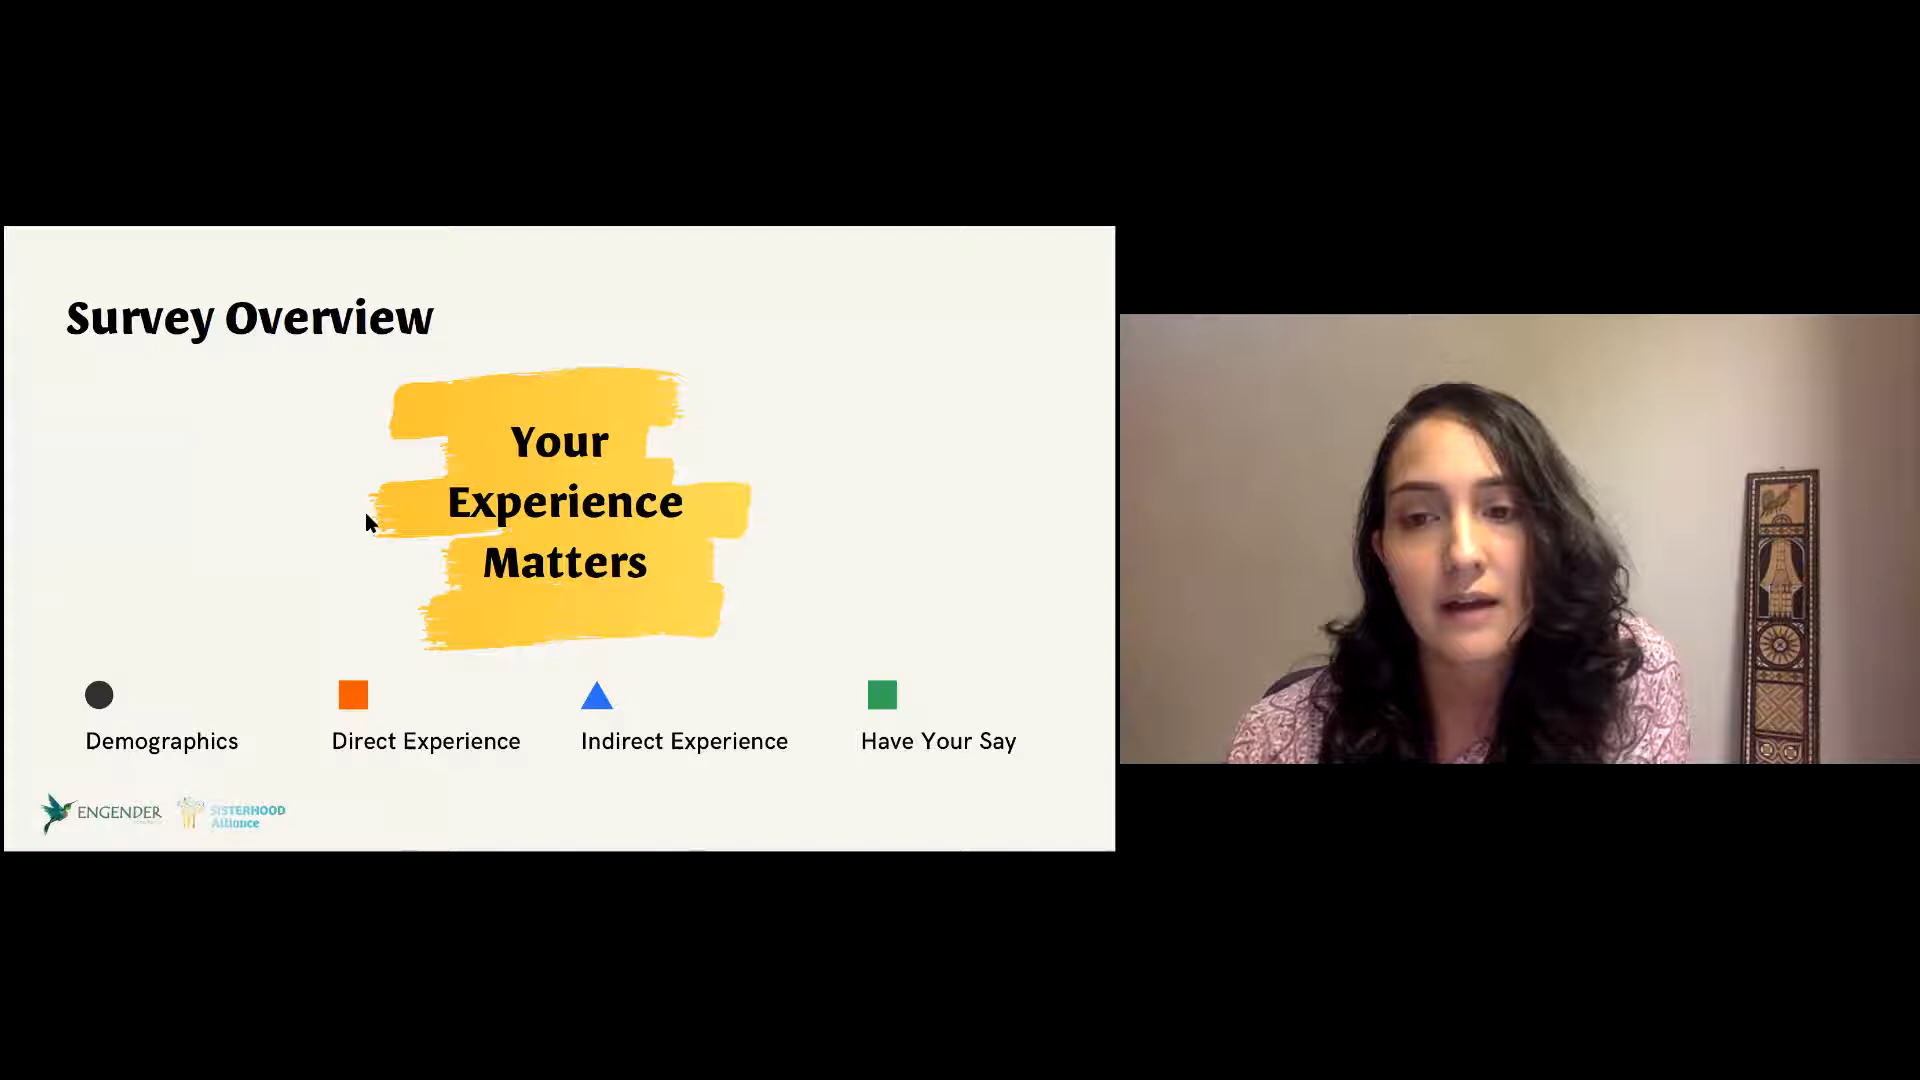 Survey Overview
Your
Experience
Matters
Demographics
Direct Experience
Indirect Experience
Have Your Say
ENGENDER
SISTERHOOD
Alliance